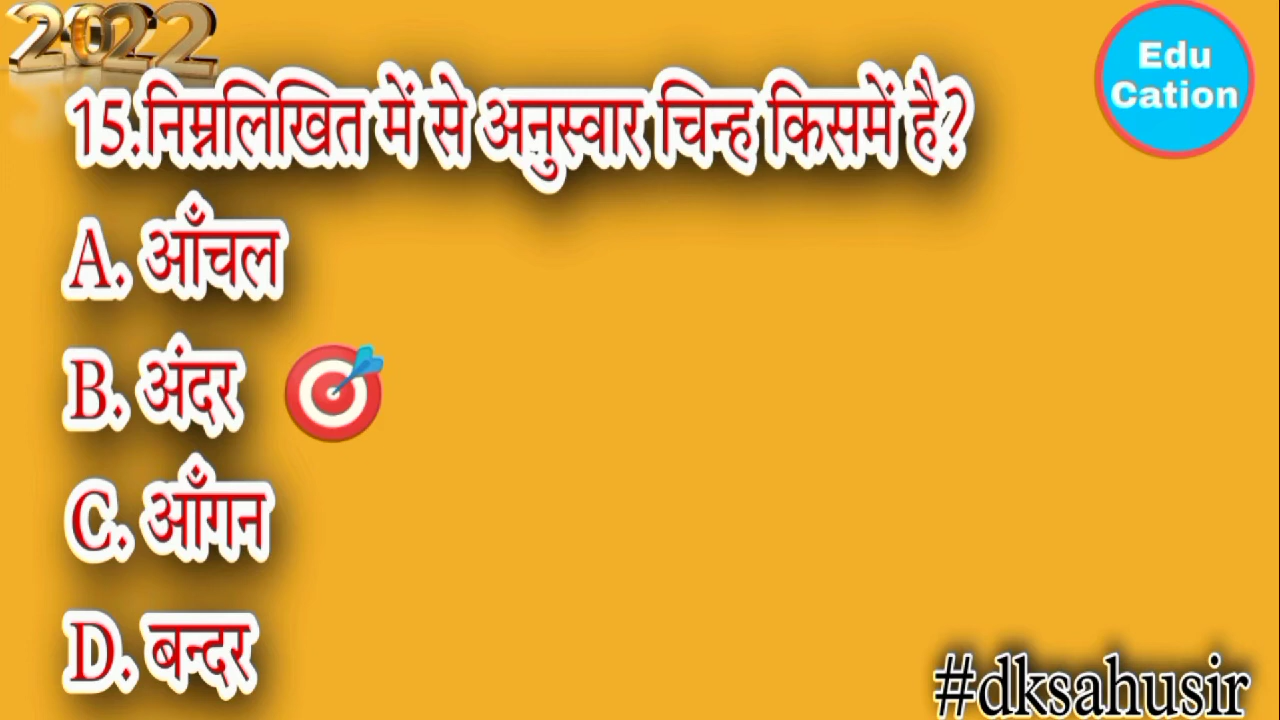 2022
Edu
Cation
15.निम्नलिखित में से अनुस्वार चिन्ह किसमें है?
A. आँचल
B. अंदर
C. आँगन
D. बन्दर
#dksahusir